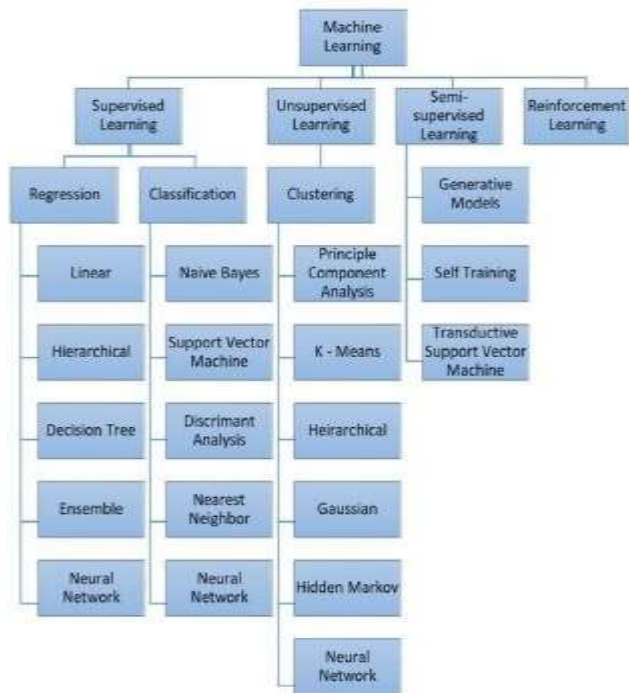 Machine
Learning
Supervised
Learning
Unsupervised
Learning
Semi-
supervised
Learning
Reinforcement
Learning
Regression
Classification
Clustering
Generative
Models
Linear
Naive Bayes
Principle
Component
Analysis
Self Training
Hierarchical
Support Vector
Machine
K - Means
Transductive
Support Vector
Machine
Decision Tree
Discrimant
Analysis
Heirarchical
Ensemble
Nearest
Neighbor
Gaussian
Neural
Network
Neural
Network
Hidden Markov
Neural
Network